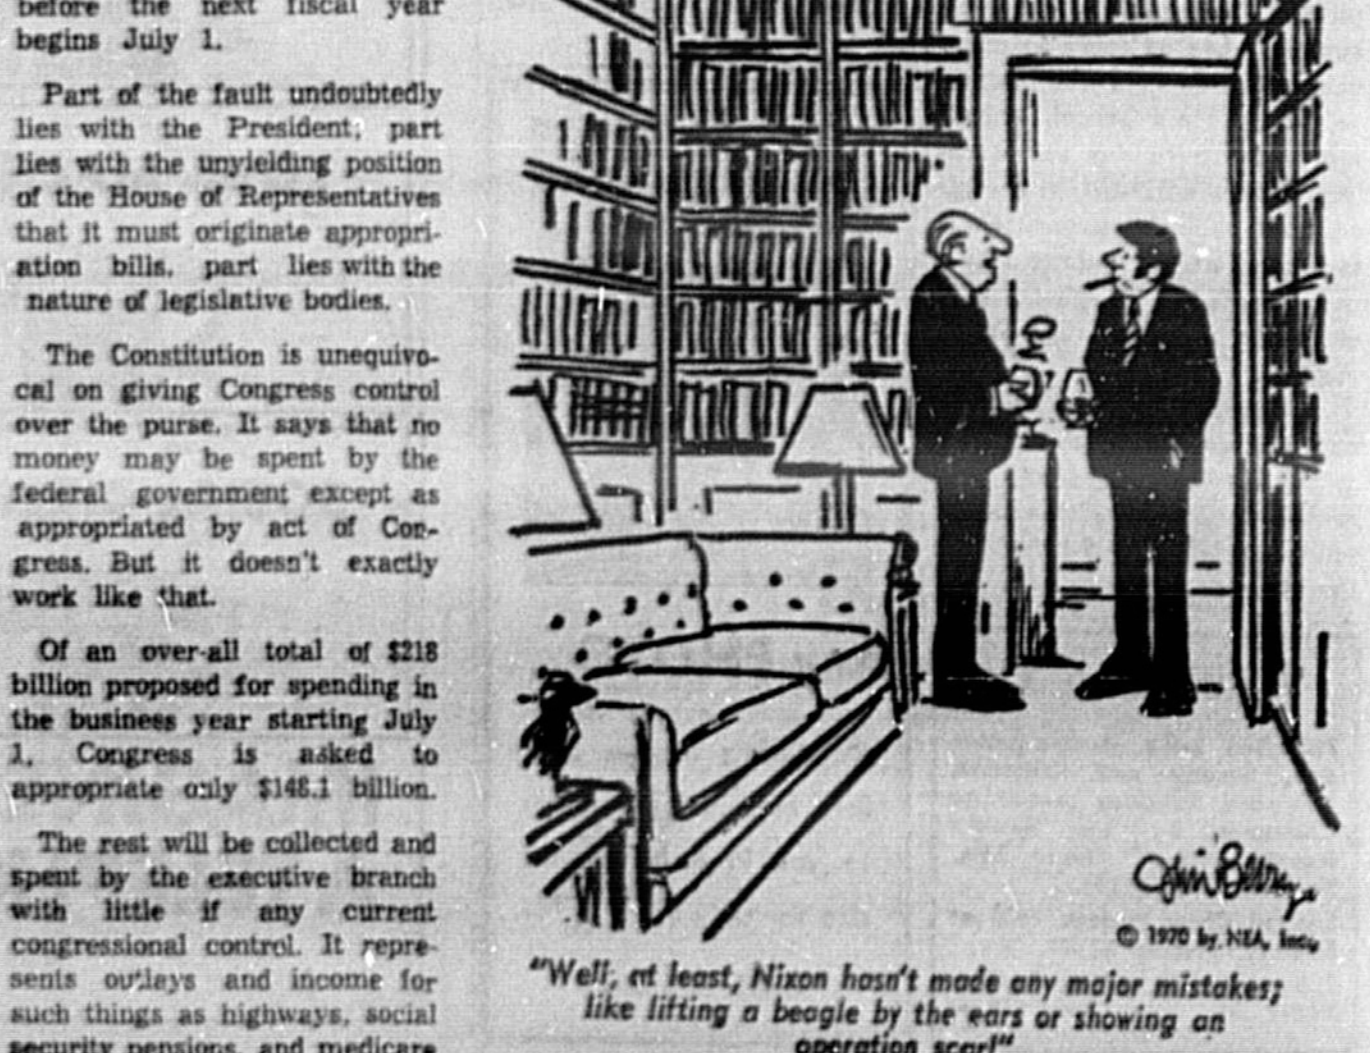 before the next fiscal year
begins July 1.
Part of the fault undoubtedly
lies with the President; part
lies with the unyielding position
of the House of Representatives
that it must originate appropri-
ation bills, part lies with the
nature of legislative bodies.
The Constitution is unequivo-
cal on giving Congress control
over the purse. It says that no
money may be spent by the
federal government except as
appropriated by act of Con-
gress. But it doesn't exactly
work like that.
Of an over-all total of $218
billion proposed for spending in
the business year starting July
1, Congress is asked to
appropriate only $148.1 billion.
The rest will be collected and
spent by the executive branch
with little if any current
congressional control. It repre-
sents outlays and income for
such things as highways, social
security pensions, and medicare
Jim Berry
© 1970 by NEA, Inc.
"Well, at least, Nixon hasn't made any major mistakes;
like lifting a beagle by the ears or showing an
operation scar!"